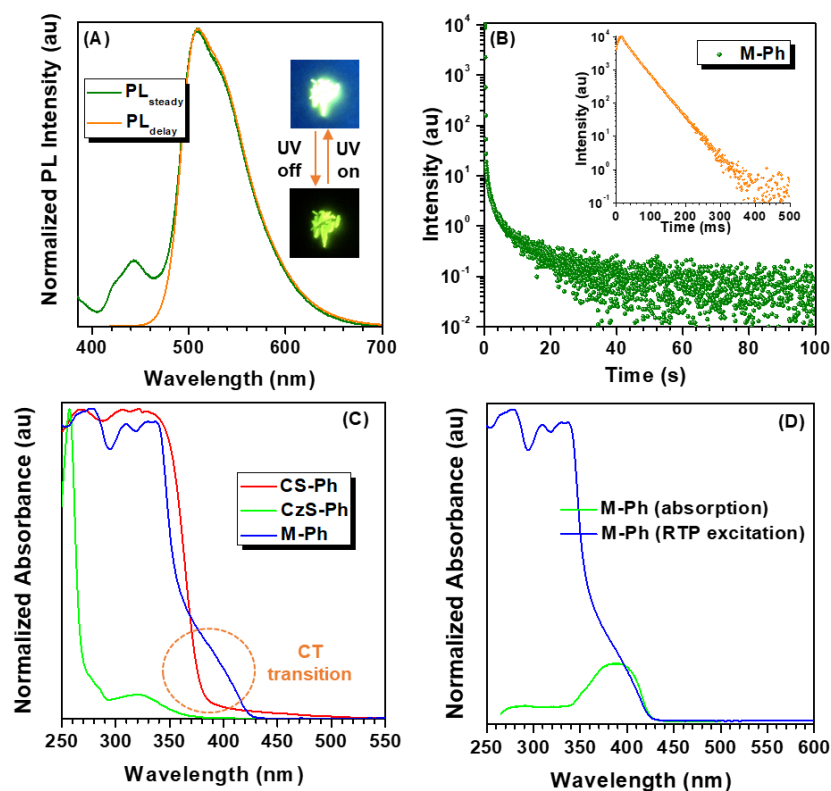 (A)
Normalized PL Intensity (au)
PL steady
PL delay
UV off
UV on
400 500 600 700
Wavelength (nm)
(B)
Intensity (au)
10^4
10^3
10^2
10^1
10^0
10^-1
10^-2
M-Ph
Intensity (au)
10^4
10^3
10^2
10^1
10^0
10^-1
0 100 200 300 400 500
Time (ms)
0 20 40 60 80 100
Time (s)
(C)
Normalized Absorbance (au)
CS-Ph
CzS-Ph
M-Ph
CT
transition
250 300 350 400 450 500 550
Wavelength (nm)
(D)
Normalized Absorbance (au)
M-Ph (absorption)
M-Ph (RTP excitation)
250 300 350 400 450 500 550 600
Wavelength (nm)